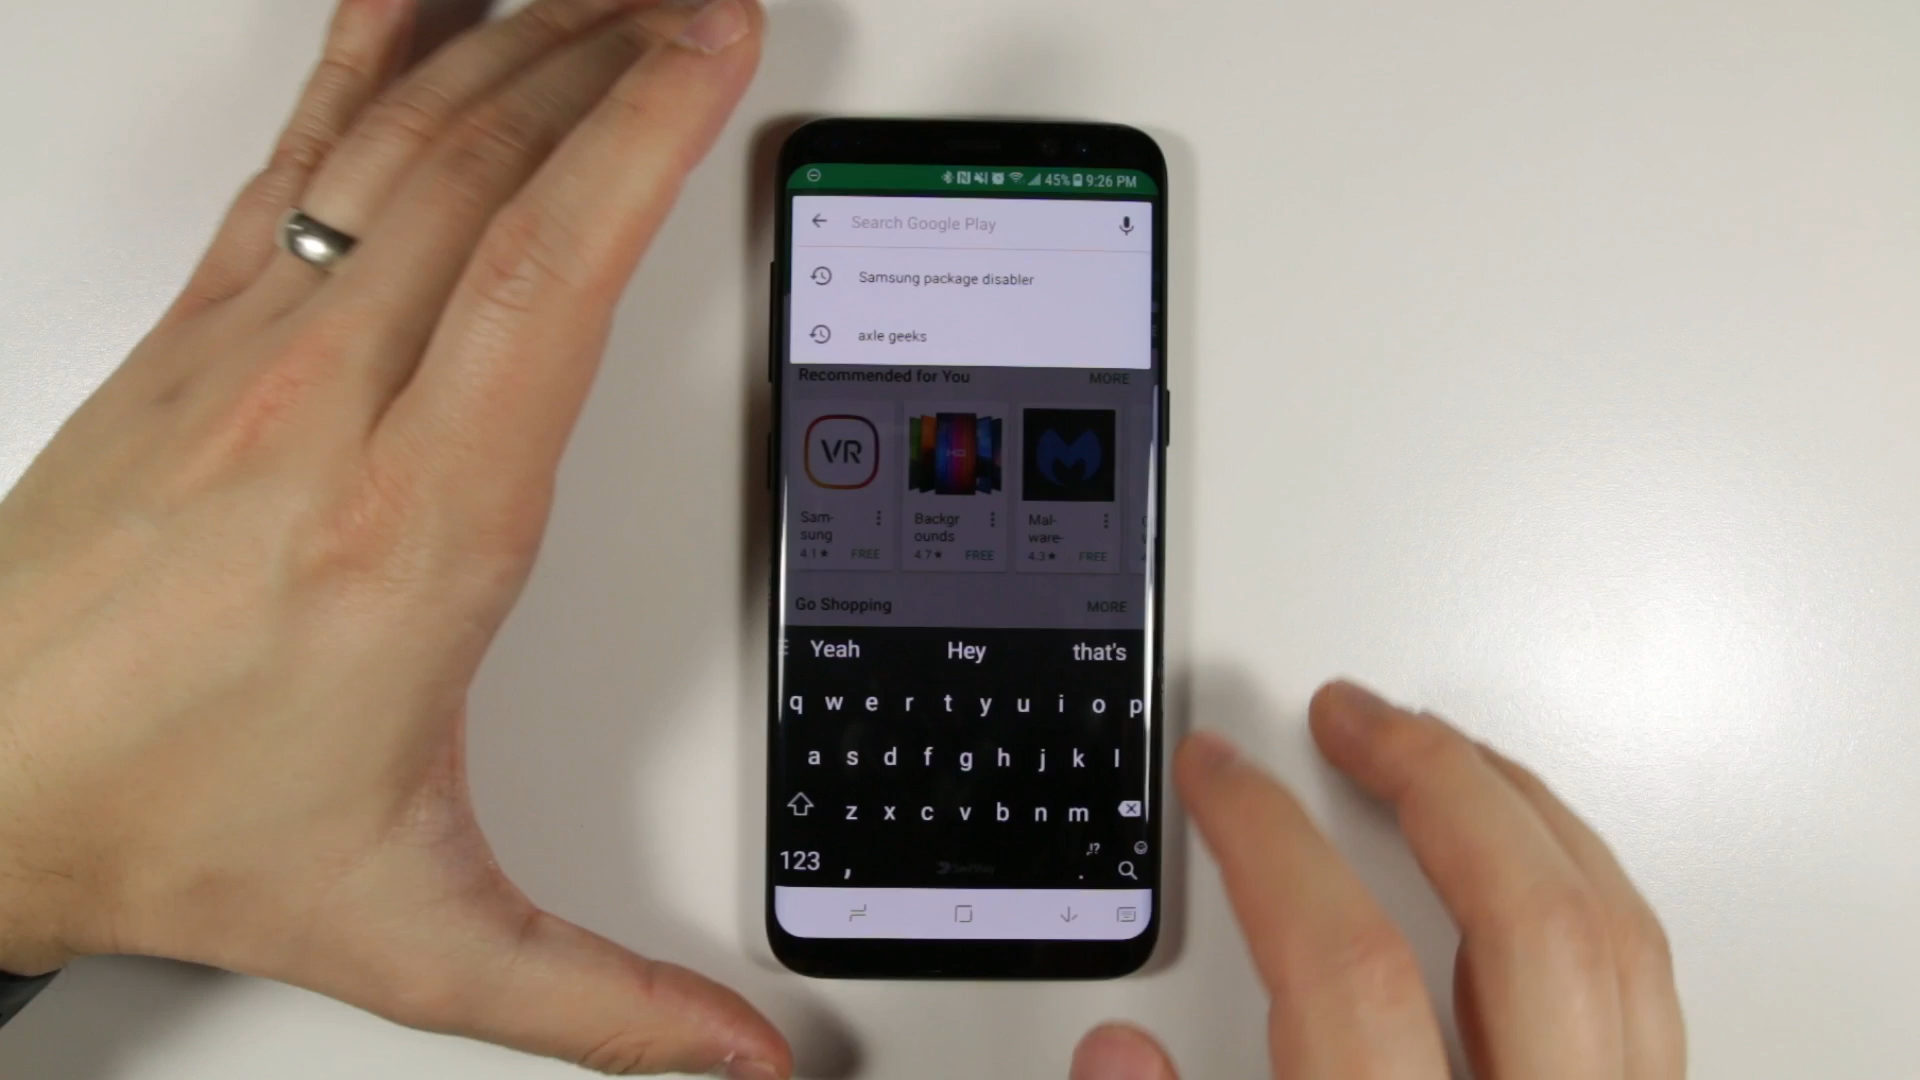 45% 9:26 PM
Search Google Play
Samsung package disabler
axle geeks
Recommended for You MORE
VR HD
Sam- Backgr Mal-
sung ounds ware-
4.1★ FREE 4.7★ FREE 4.3★ FREE
Go Shopping MORE
Yeah Hey that's
q w e r t y u i o p
a s d f g h j k l
z x c v b n m
,!?
123 , .